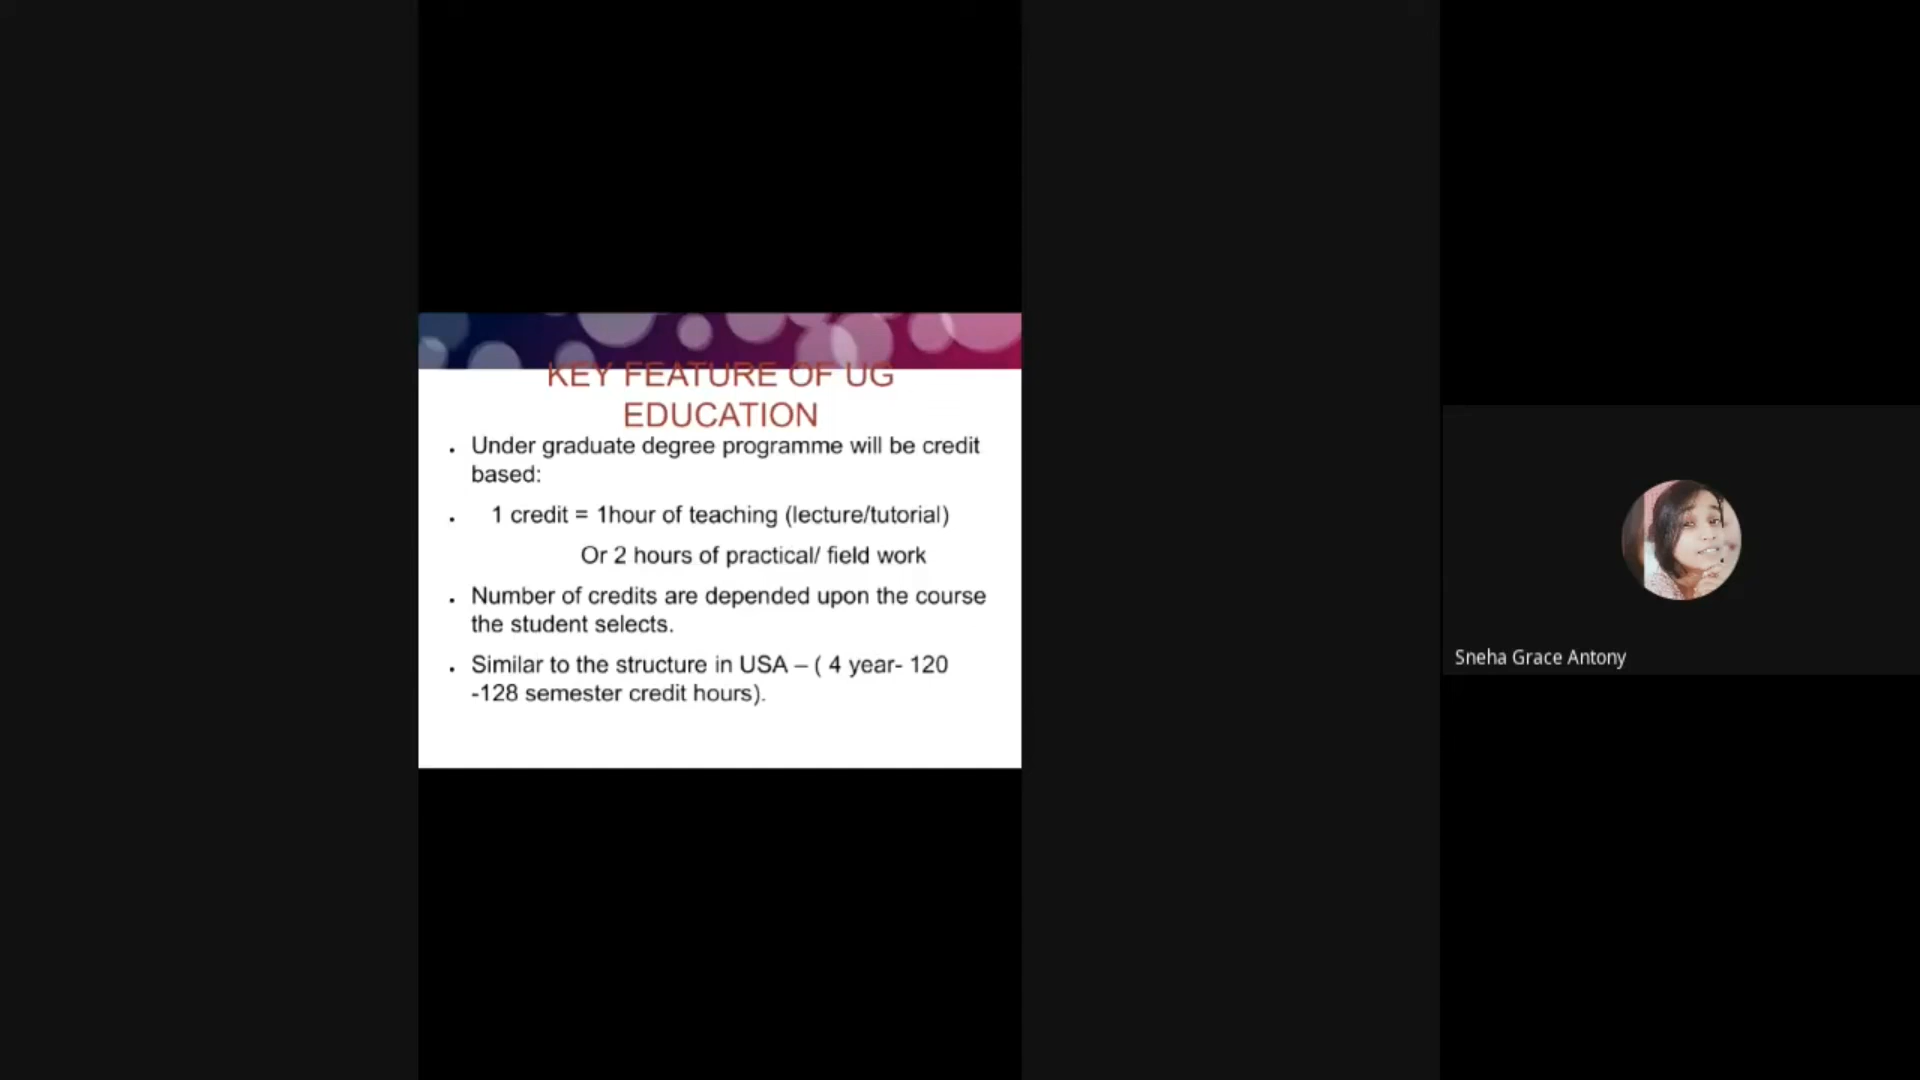 KEY FEATURE OF UG
EDUCATION
. Under graduate degree programme will be credit
based:
. 1 credit = 1hour of teaching (lecture/tutorial)
Or 2 hours of practical/ field work
. Number of credits are depended upon the course
the student selects.
. Similar to the structure in USA – ( 4 year- 120
-128 semester credit hours).
Sneha Grace Antony